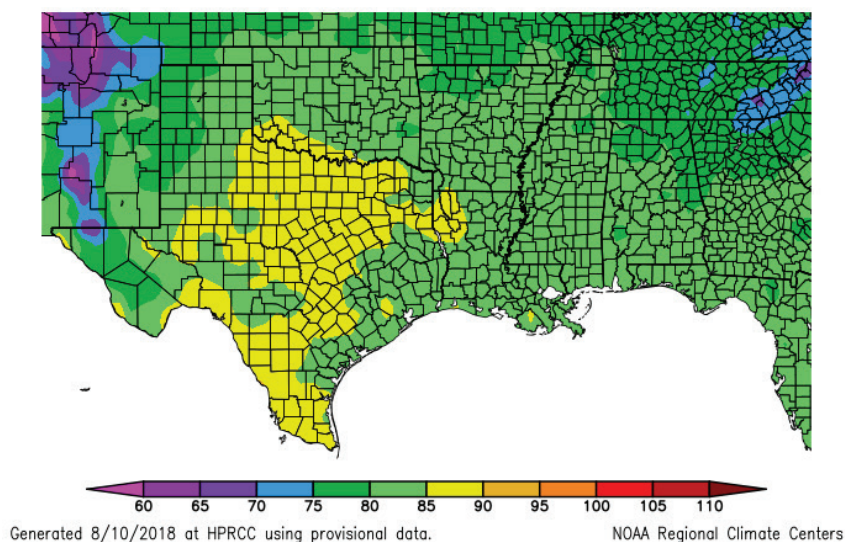 60 65 70 75 80 85 90 95 100 105 110
Generated 8/10/2018 at HPRCC using provisional data. NOAA Regional Climate Centers